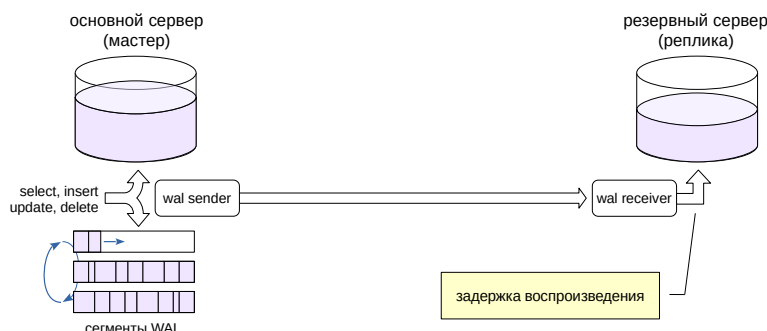 основной сервер
(мастер)
резервный сервер
(реплика)
select, insert
update, delete
wal sender
wal receiver
задержка воспроизведения
сегменты WAL